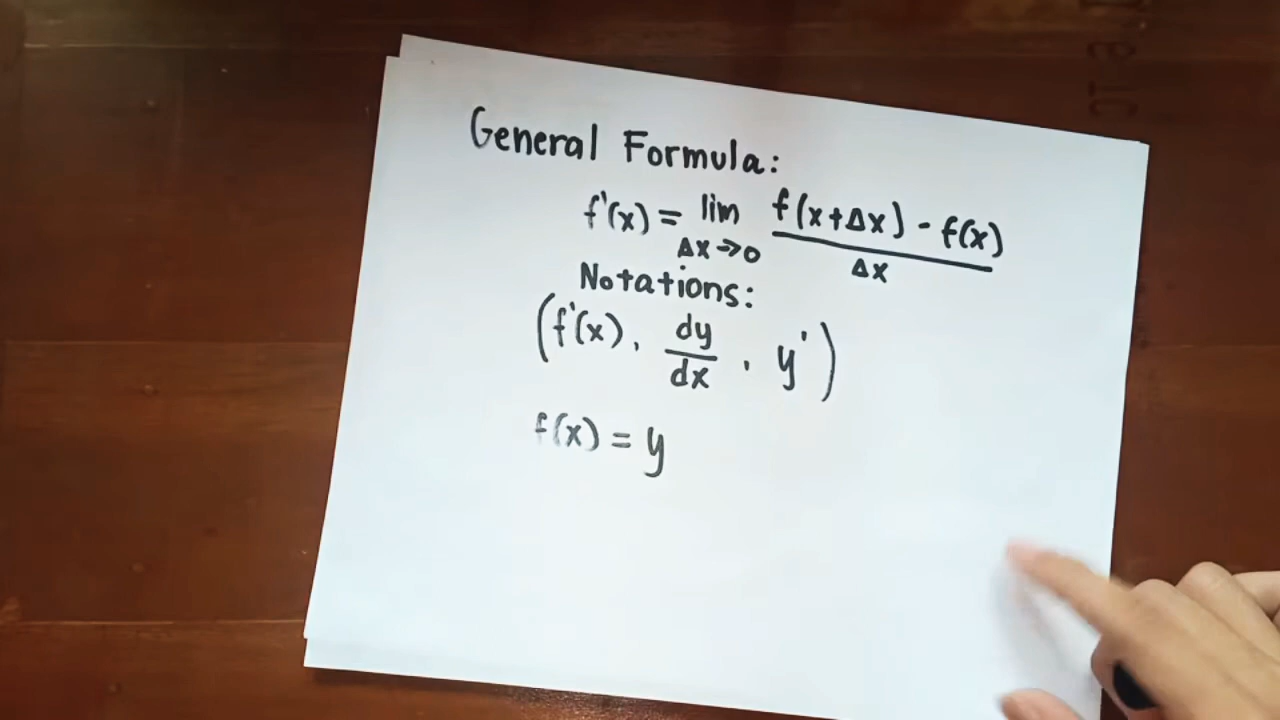 General Formula:
f'(x) = lim Δx→0 f(x+Δx) - f(x) / Δx
Notations:
(f'(x), dy/dx, y')
f(x) = y